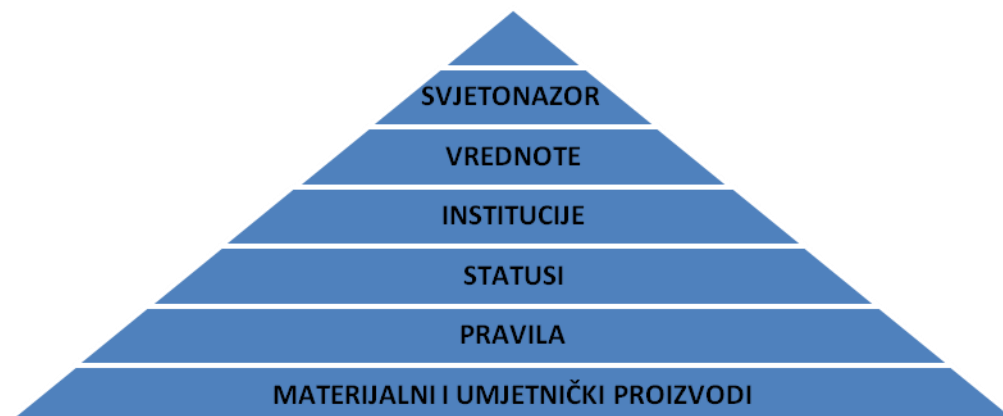 SVJETONAZOR
VREDNOTE
INSTITUCIJE
STATUSI
PRAVILA
MATERIJALNI I UMJETNIČKI PROIZVODI